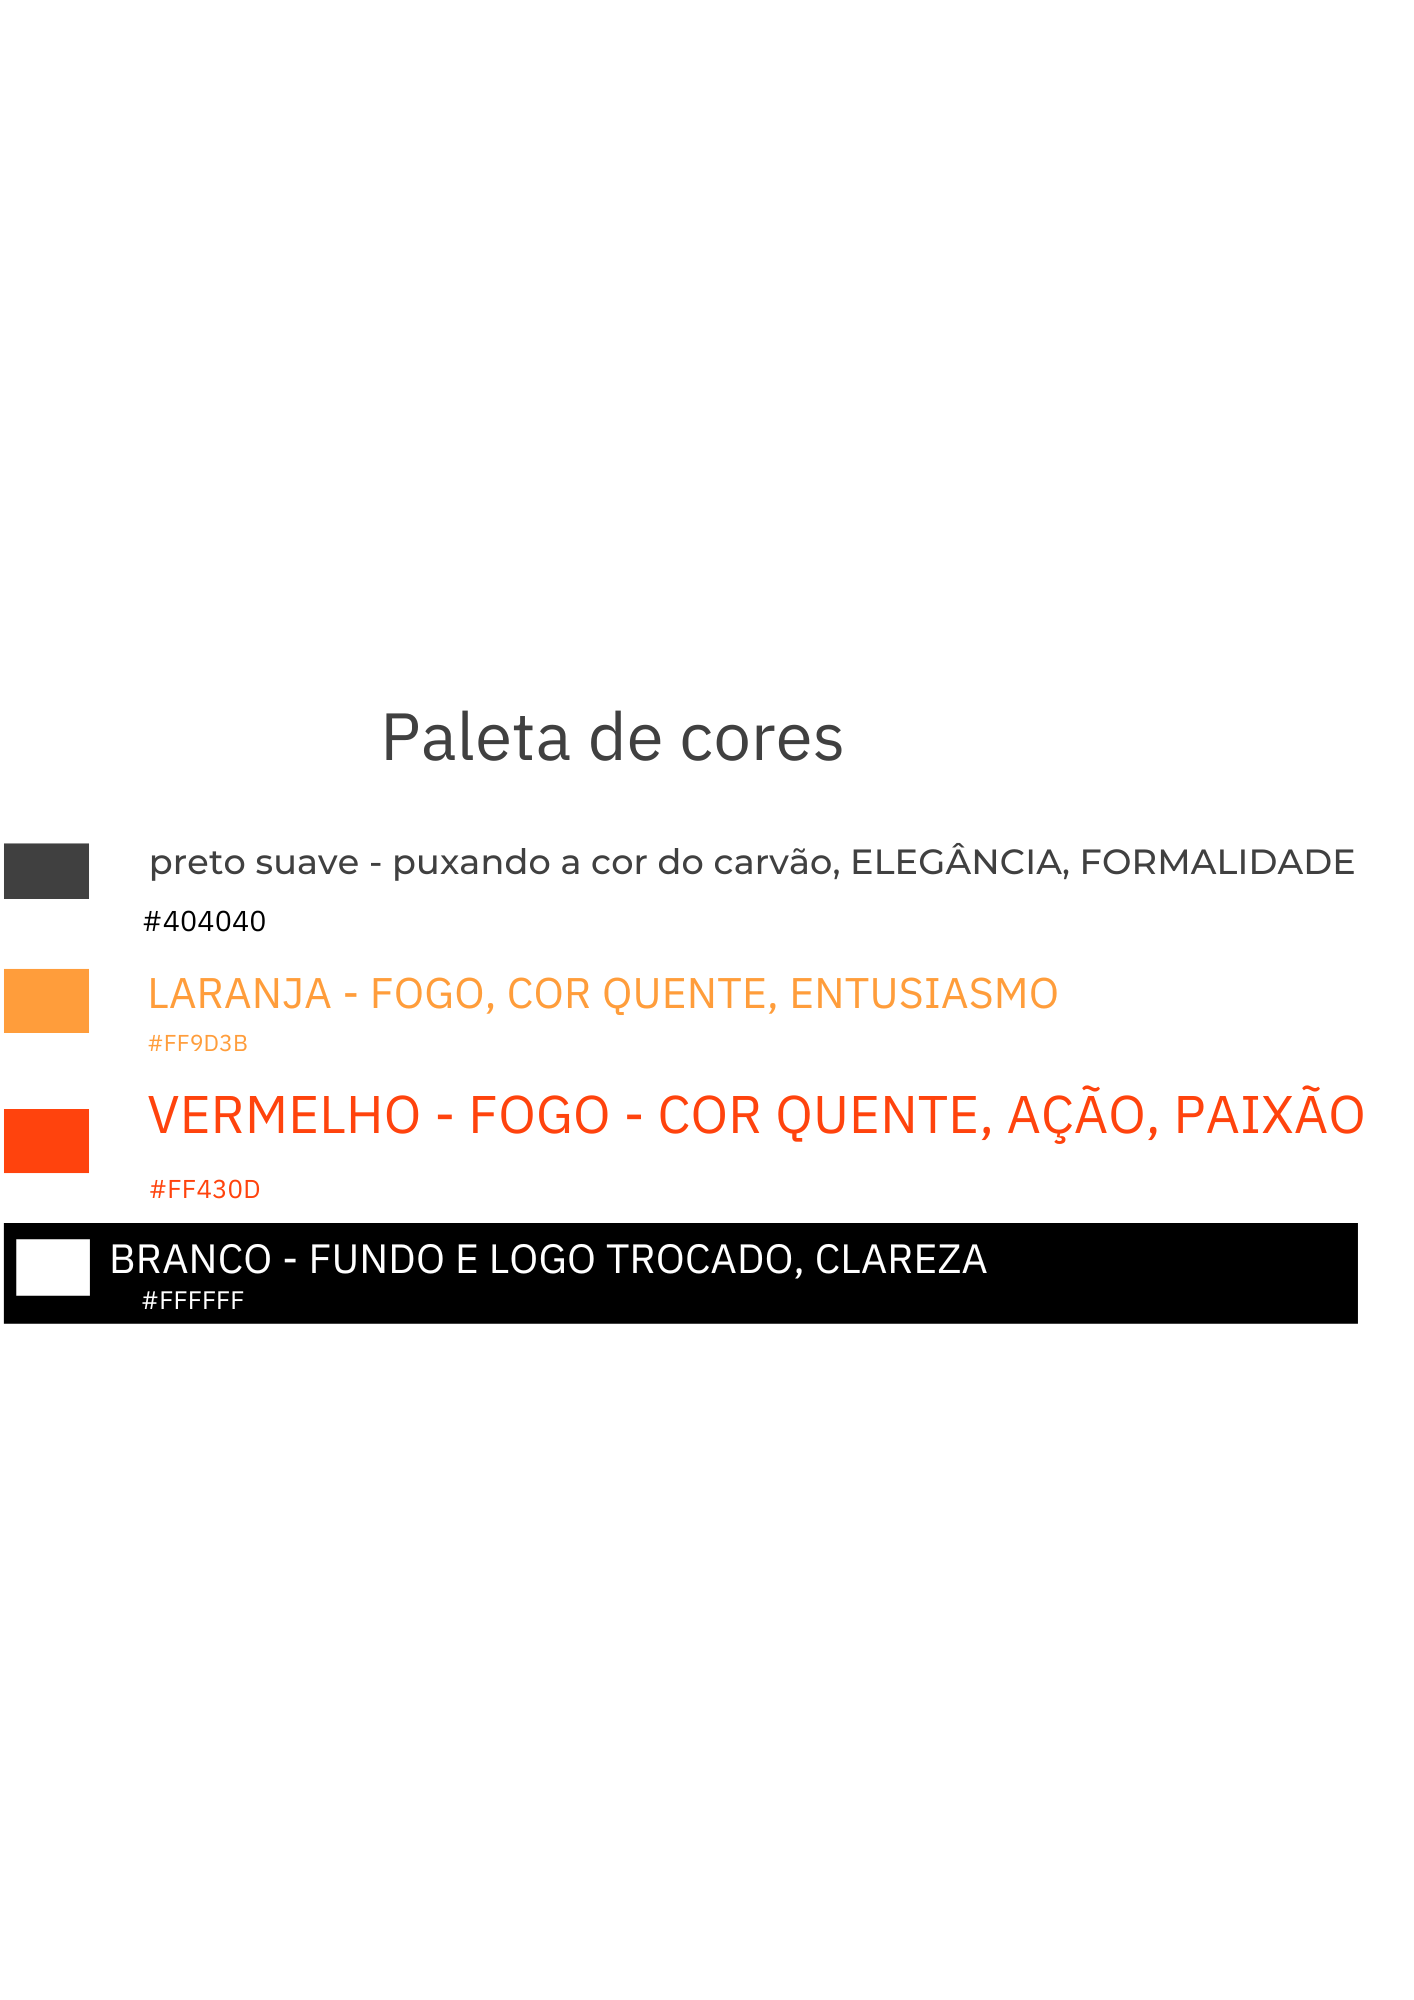 Paleta de cores
preto suave - puxando a cor do carvão, ELEGÂNCIA, FORMALIDADE
#404040
LARANJA - FOGO, COR QUENTE, ENTUSIASMO
#FF9D3B
VERMELHO - FOGO - COR QUENTE, AÇÃO, PAIXÃO
#FF430D
BRANCO - FUNDO E LOGO TROCADO, CLAREZA
#FFFFFF